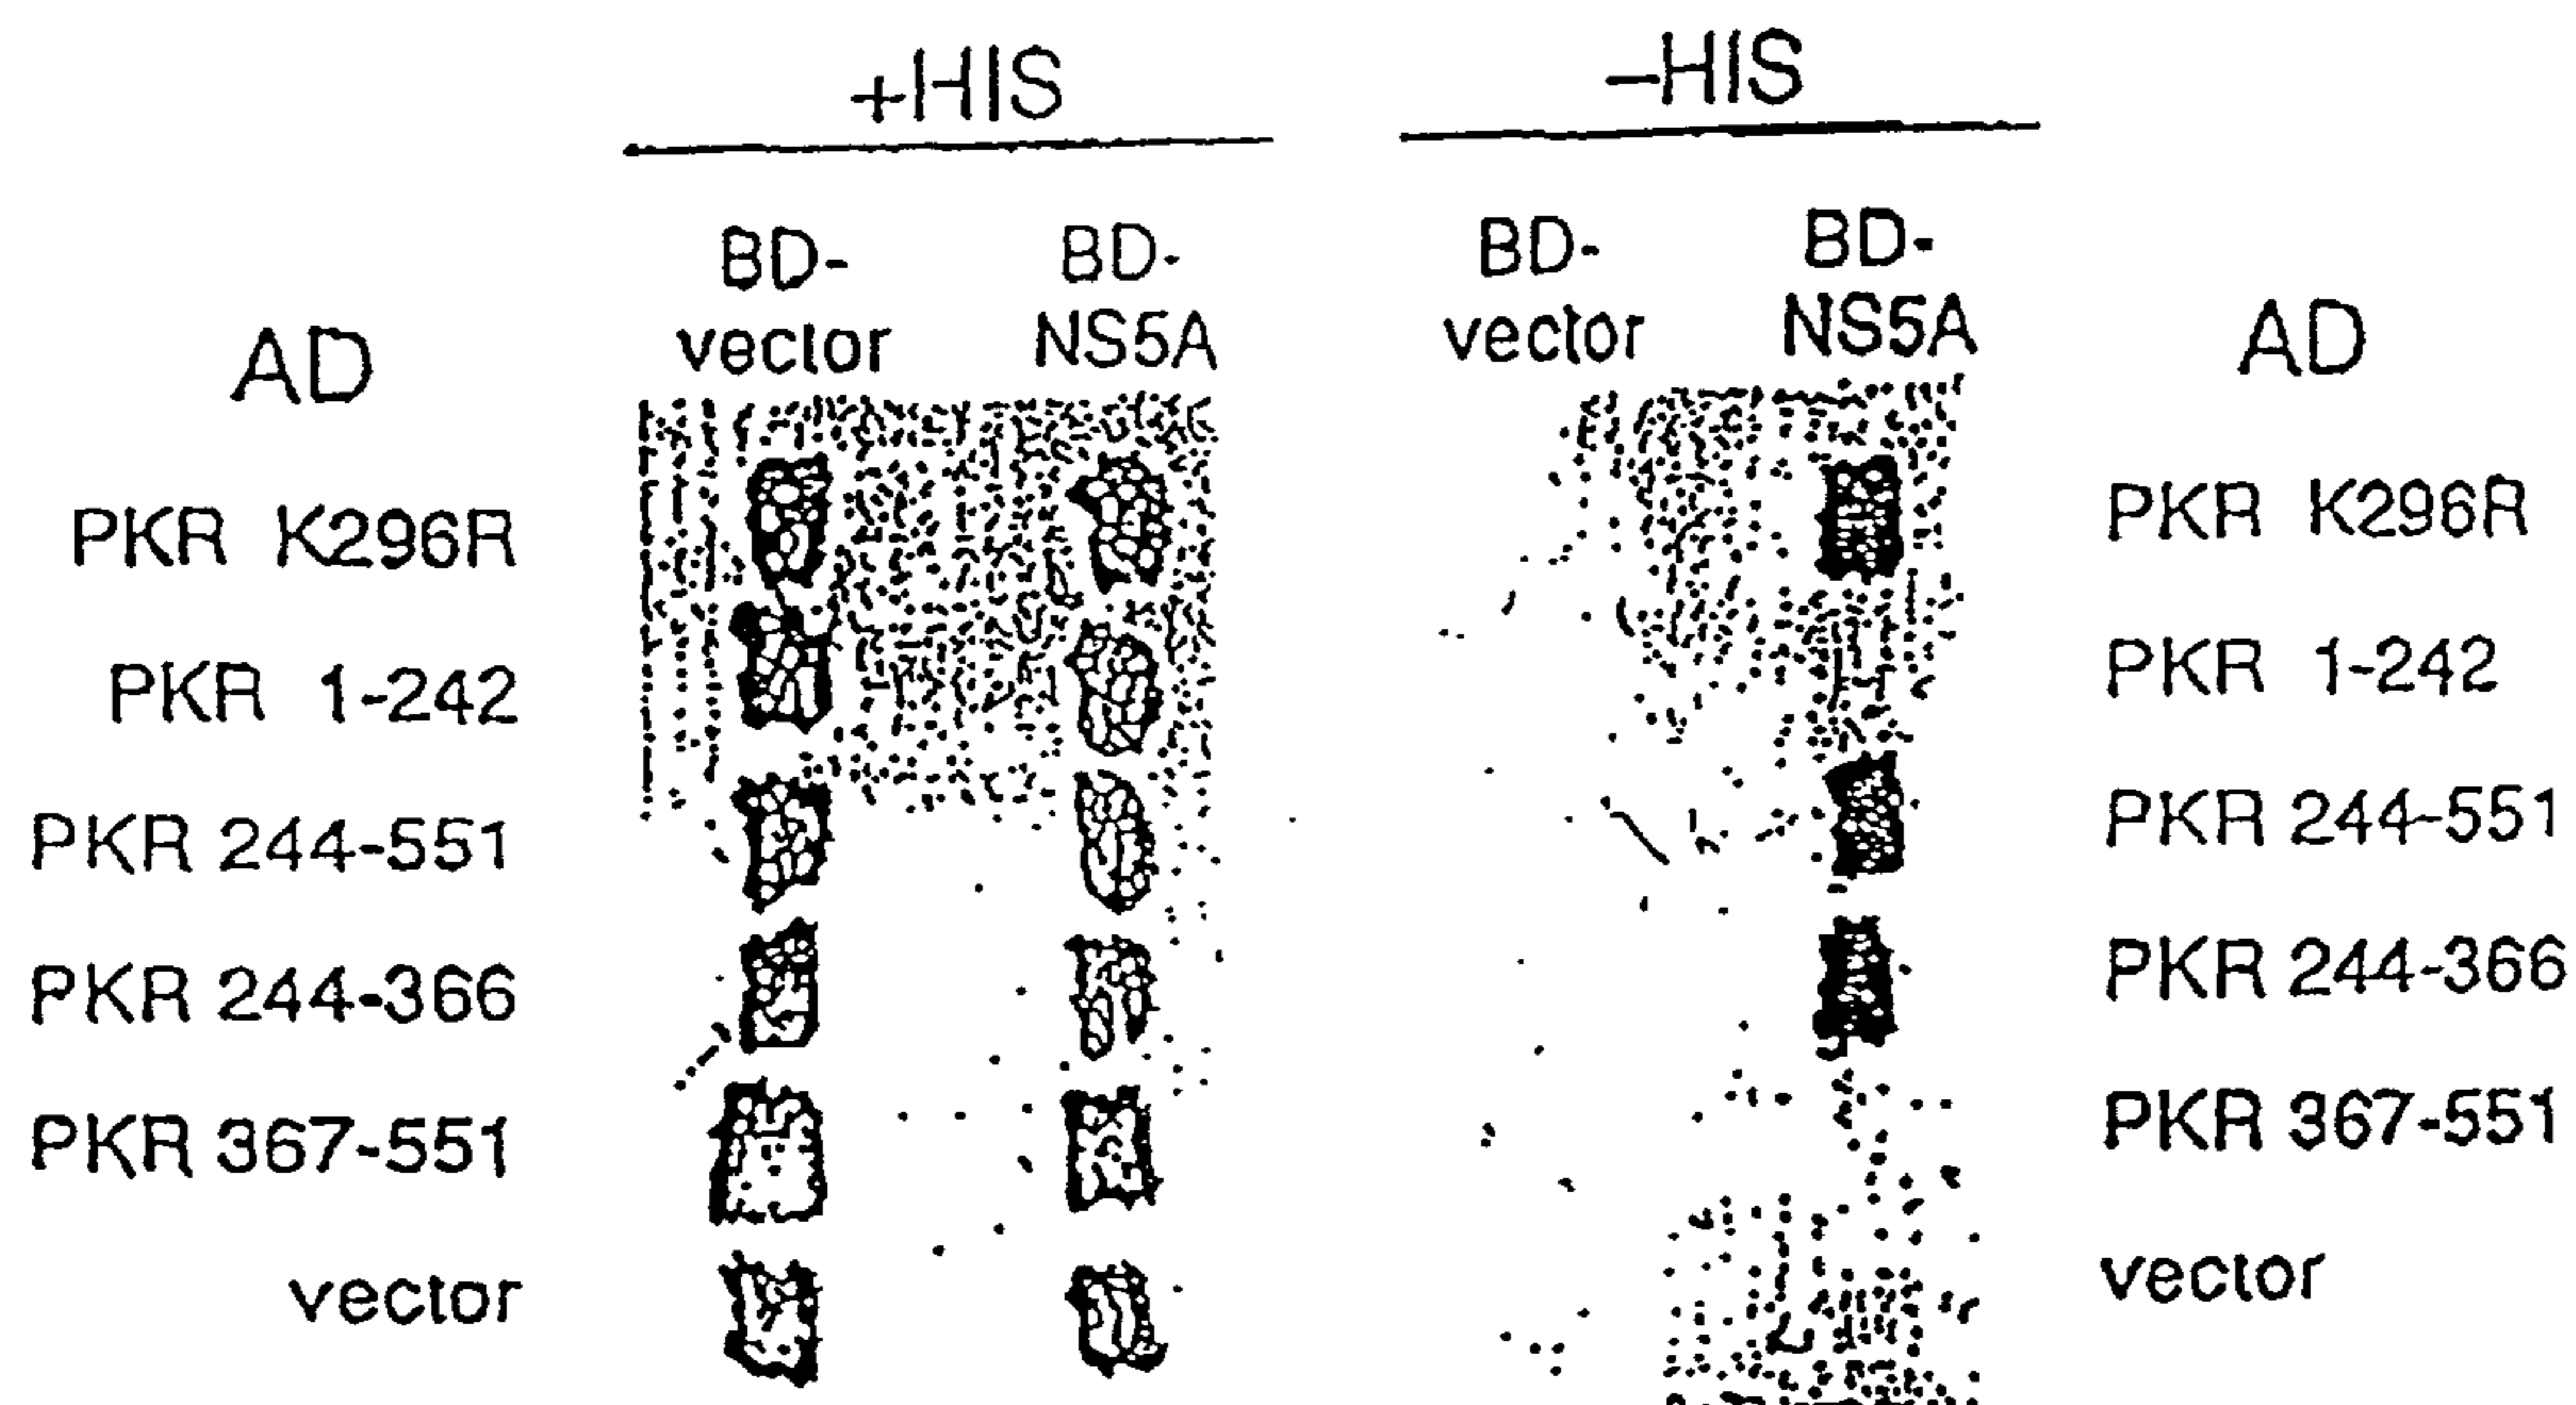 +HIS –HIS
BD- BD- BD- BD-
AD vector NS5A vector NS5A AD
PKR K296R PKR K296R
PKR 1-242 PKR 1-242
PKR 244-551 PKR 244-551
PKR 244-366 PKR 244-366
PKR 367-551 PKR 367-551
vector vector